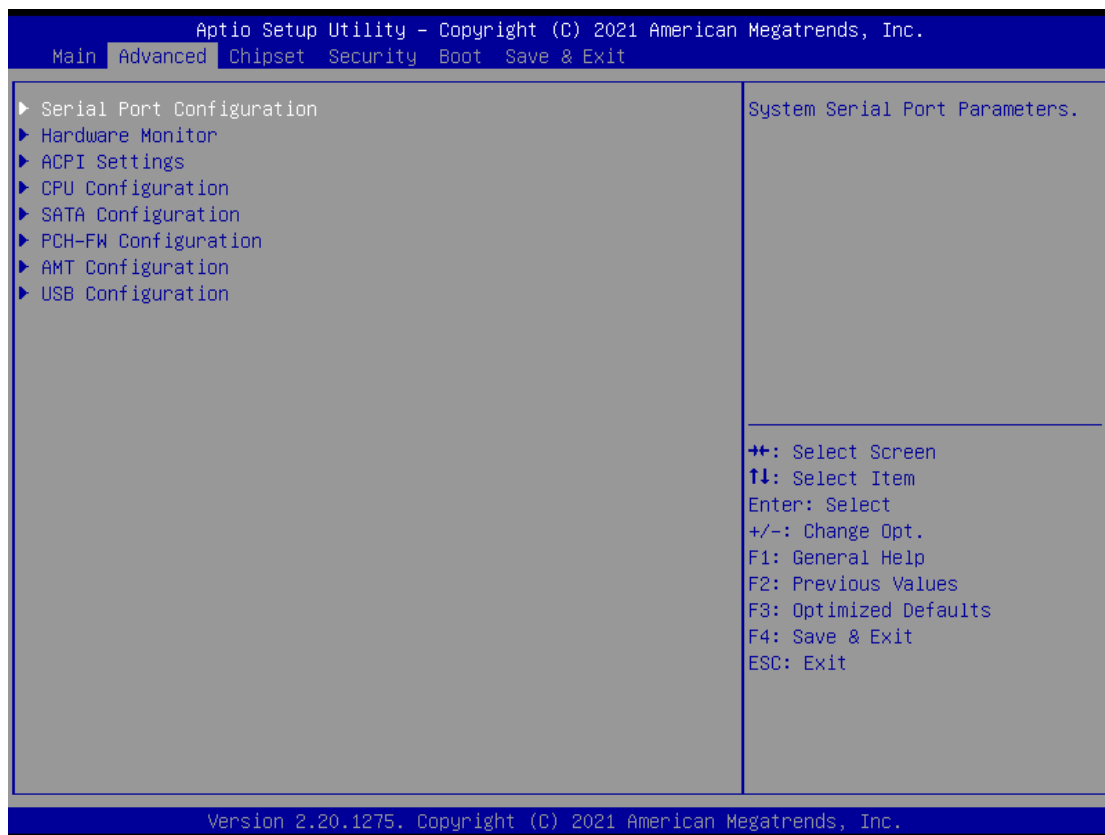 Aptio Setup Utility – Copyright (C) 2021 American Megatrends, Inc.
Main Advanced Chipset Security Boot Save & Exit
▶ Serial Port Configuration
▶ Hardware Monitor
▶ ACPI Settings
▶ CPU Configuration
▶ SATA Configuration
▶ PCH-FW Configuration
▶ AMT Configuration
▶ USB Configuration
System Serial Port Parameters.
→←: Select Screen
↑↓: Select Item
Enter: Select
+/-: Change Opt.
F1: General Help
F2: Previous Values
F3: Optimized Defaults
F4: Save & Exit
ESC: Exit
Version 2.20.1275. Copyright (C) 2021 American Megatrends, Inc.